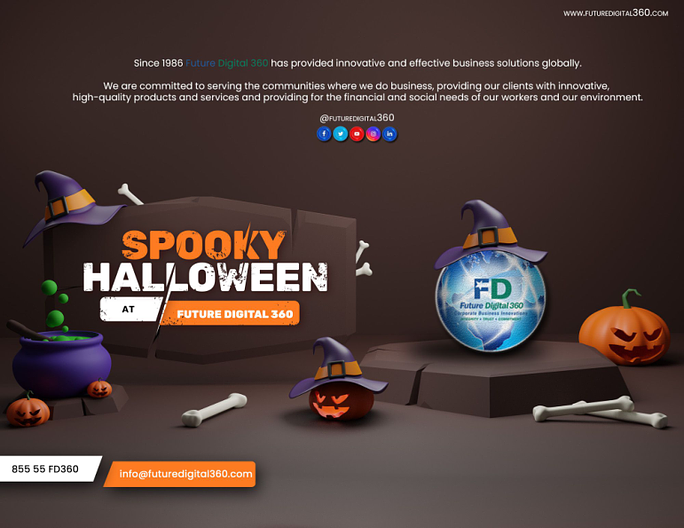 WWW.FUTUREDIGITAL360.COM
Since 1986 Future Digital 360 has provided innovative and effective business solutions globally.
We are committed to serving the communities where we do business, providing our clients with innovative,
high-quality products and services and providing for the financial and social needs of our workers and our environment.
@FUTUREDIGITAL360
SPOOKY
HALLOWEEN
AT FUTURE DIGITAL 360
FD
Future Digital 360
Corporate Business Innovations
INTEGRITY • TRUST • COMMITMENT
855 55 FD360
info@futuredigital360.com